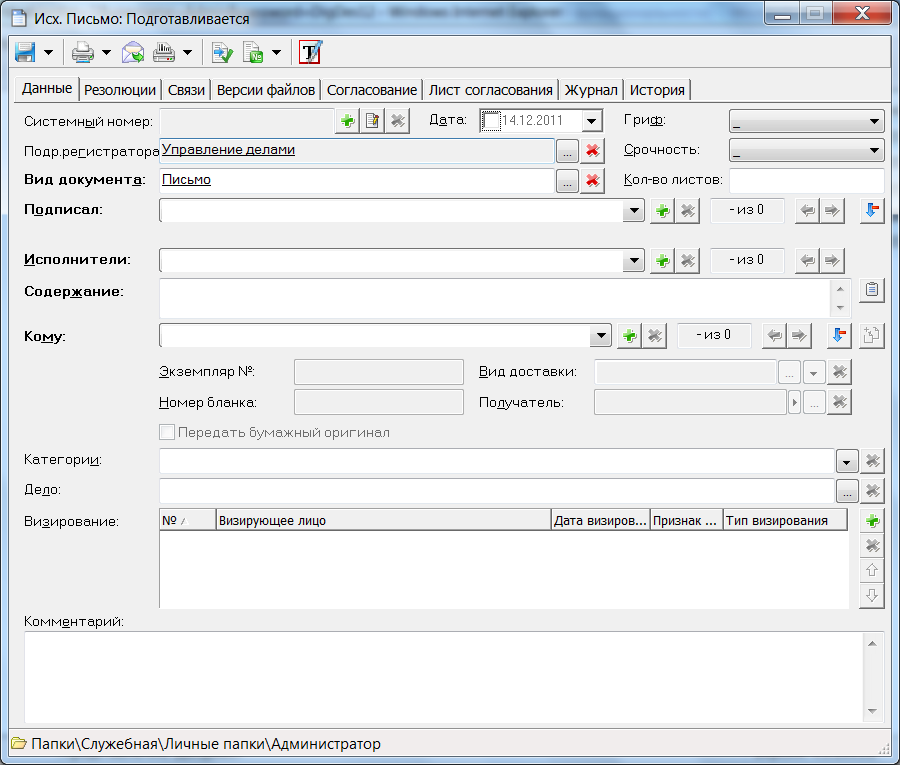 Исх. Письмо: Подготавливается
Данные Резолюции Связи Версии файлов Согласование Лист согласования Журнал История
Системный номер: Дата: 14.12.2011 Гриф: _
Подр.регистратора Управление делами ... Срочность: _
Вид документа: Письмо ... Кол-во листов:
Подписал: - из 0
Исполнители: - из 0
Содержание:
Кому: - из 0
Экземпляр №: Вид доставки: ...
Номер бланка: Получатель: ...
Передать бумажный оригинал
Категории:
Дело: ...
Визирование: № Визирующее лицо Дата визиров... Признак ... Тип визирования
Комментарий:
Папки\Служебная\Личные папки\Администратор